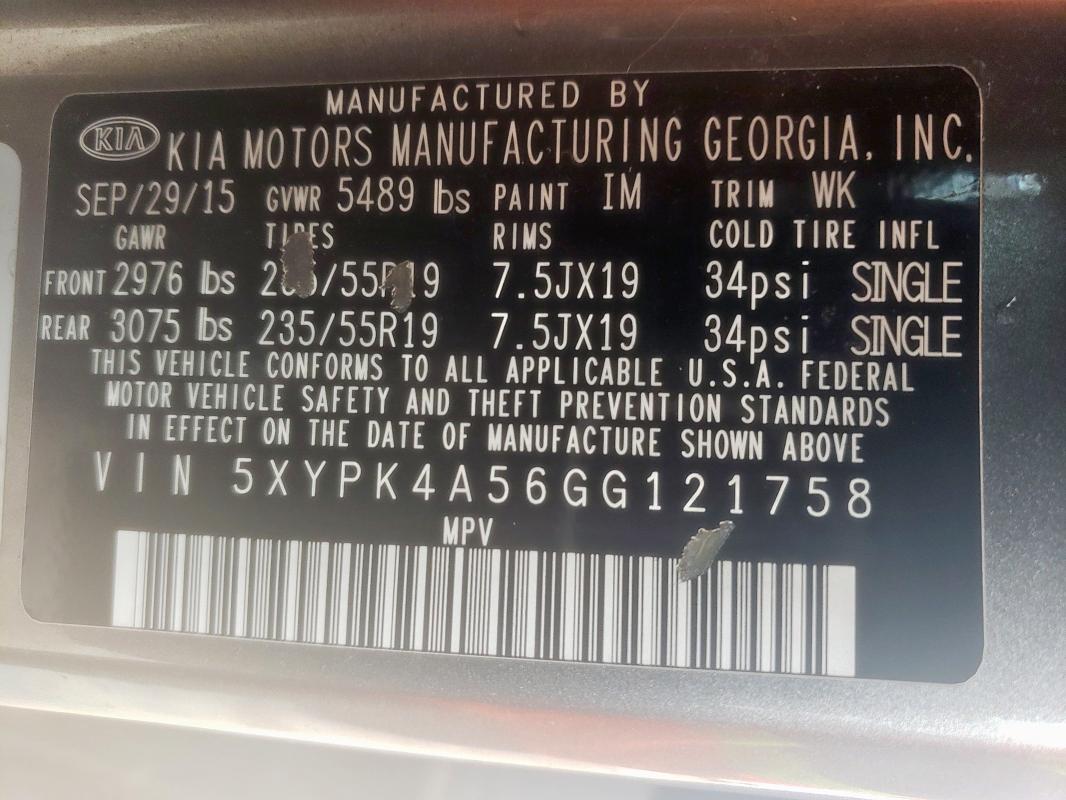 MANUFACTURED BY
KIA KIA MOTORS MANUFACTURING GEORGIA, INC.
SEP/29/15 GVWR 5489 lbs PAINT IM TRIM WK
GAWR RIMS COLD TIRE INFL
FRONT 2976 lbs 7.5JX19 34psi SINGLE
REAR 3075 lbs 235/55R19 7.5JX19 34psi SINGLE
THIS VEHICLE CONFORMS TO ALL APPLICABLE U.S.A. FEDERAL
MOTOR VEHICLE SAFETY AND THEFT PREVENTION STANDARDS
IN EFFECT ON THE DATE OF MANUFACTURE SHOWN ABOVE
VIN 5XYPK4A56GG121758
MPV